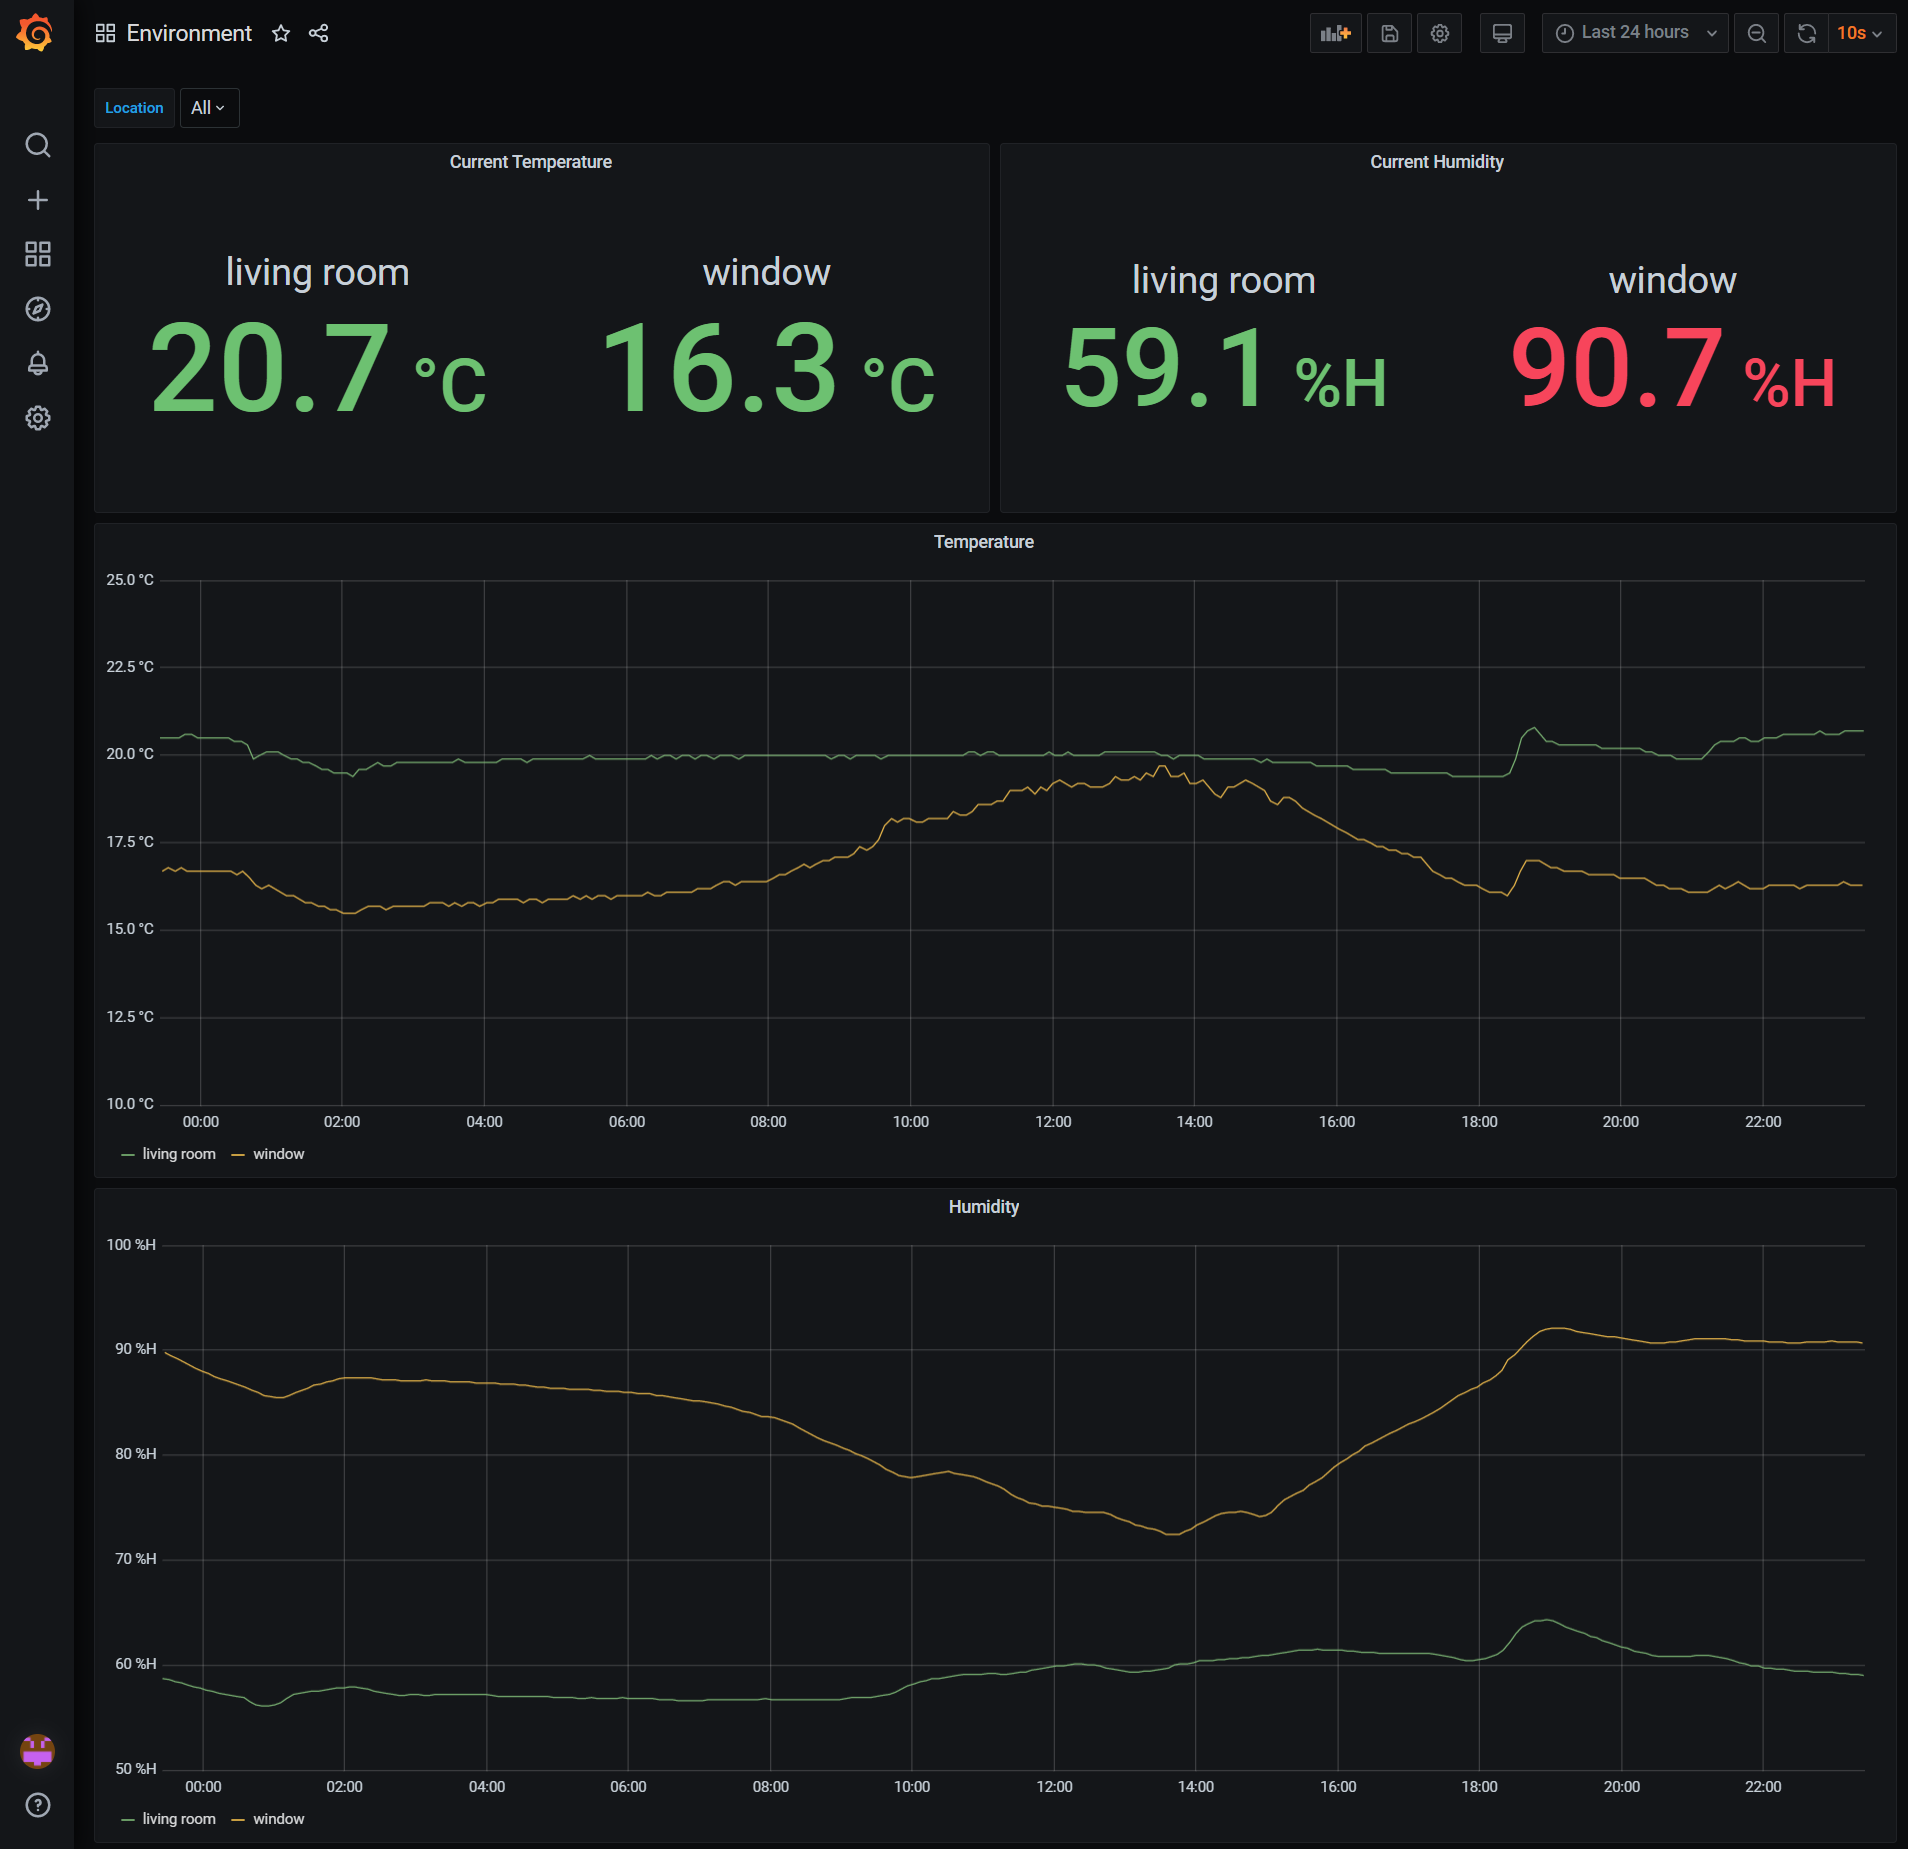 Environment
Last 24 hours
10s
Location All
Current Temperature
living room window
20.7 °C 16.3 °C
Current Humidity
living room window
59.1 %H 90.7 %H
Temperature
25.0 °C
22.5 °C
20.0 °C
17.5 °C
15.0 °C
12.5 °C
10.0 °C
00:00 02:00 04:00 06:00 08:00 10:00 12:00 14:00 16:00 18:00 20:00 22:00
living room window
Humidity
100 %H
90 %H
80 %H
70 %H
60 %H
50 %H
00:00 02:00 04:00 06:00 08:00 10:00 12:00 14:00 16:00 18:00 20:00 22:00
living room window